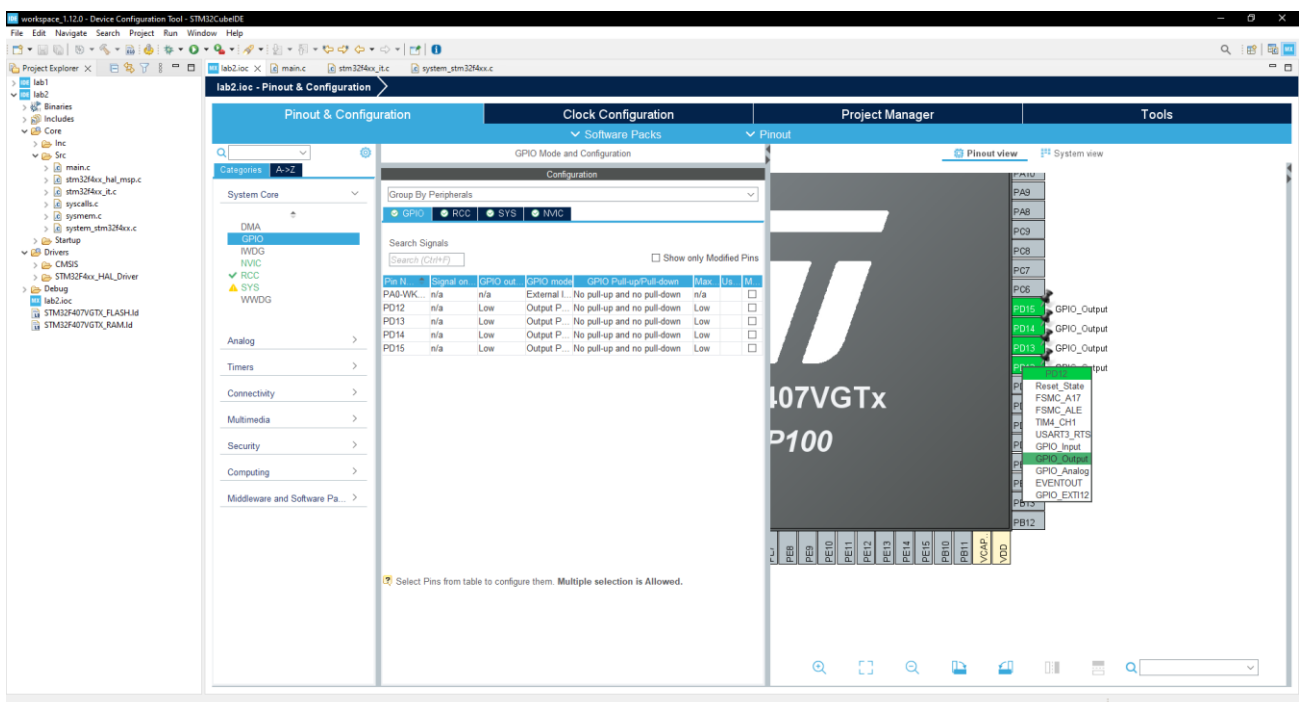 workspace_1.12.0 - Device Configuration Tool - STM32CubeIDE
File Edit Navigate Search Project Run Window Help
Project Explorer
lab2.ioc
main.c
stm32f4xx_it.c
system_stm32f4xx.c
lab1
lab2
Binaries
Includes
Core
Inc
Src
main.c
stm32f4xx_hal_msp.c
stm32f4xx_it.c
syscalls.c
sysmem.c
system_stm32f4xx.c
Startup
Drivers
CMSIS
STM32F4xx_HAL_Driver
Debug
lab2.ioc
STM32F407VGTX_FLASH.ld
STM32F407VGTX_RAM.ld
lab2.ioc - Pinout & Configuration
Pinout & Configuration
Clock Configuration
Project Manager
Tools
Software Packs
Pinout
Categories
A->Z
System Core
DMA
GPIO
IWDG
NVIC
RCC
SYS
WWDG
Analog
Timers
Connectivity
Multimedia
Security
Computing
Middleware and Software Pa...
GPIO Mode and Configuration
Configuration
Group By Peripherals
GPIO
RCC
SYS
NVIC
Search Signals
Search (Ctrl+F)
Show only Modified Pins
Pin N... Signal on... GPIO out... GPIO mode GPIO Pull-up/Pull-down Max... Us... M...
PA0-WK... n/a n/a External I... No pull-up and no pull-down n/a
PD12 n/a Low Output P... No pull-up and no pull-down Low
PD13 n/a Low Output P... No pull-up and no pull-down Low
PD14 n/a Low Output P... No pull-up and no pull-down Low
PD15 n/a Low Output P... No pull-up and no pull-down Low
Select Pins from table to configure them. Multiple selection is Allowed.
Pinout view
System view
407VGTx
P100
PA10
PA9
PA8
PC9
PC8
PC7
PC6
PD15 GPIO_Output
PD14 GPIO_Output
PD13 GPIO_Output
PD12
Reset_State
FSMC_A17
FSMC_ALE
TIM4_CH1
USART3_RTS
GPIO_Input
GPIO_Output
GPIO_Analog
EVENTOUT
GPIO_EXTI12
PB13
PB12
PE8
PE9
PE10
PE11
PE12
PE13
PE14
PE15
PB10
PB11
VCAP...
VDD